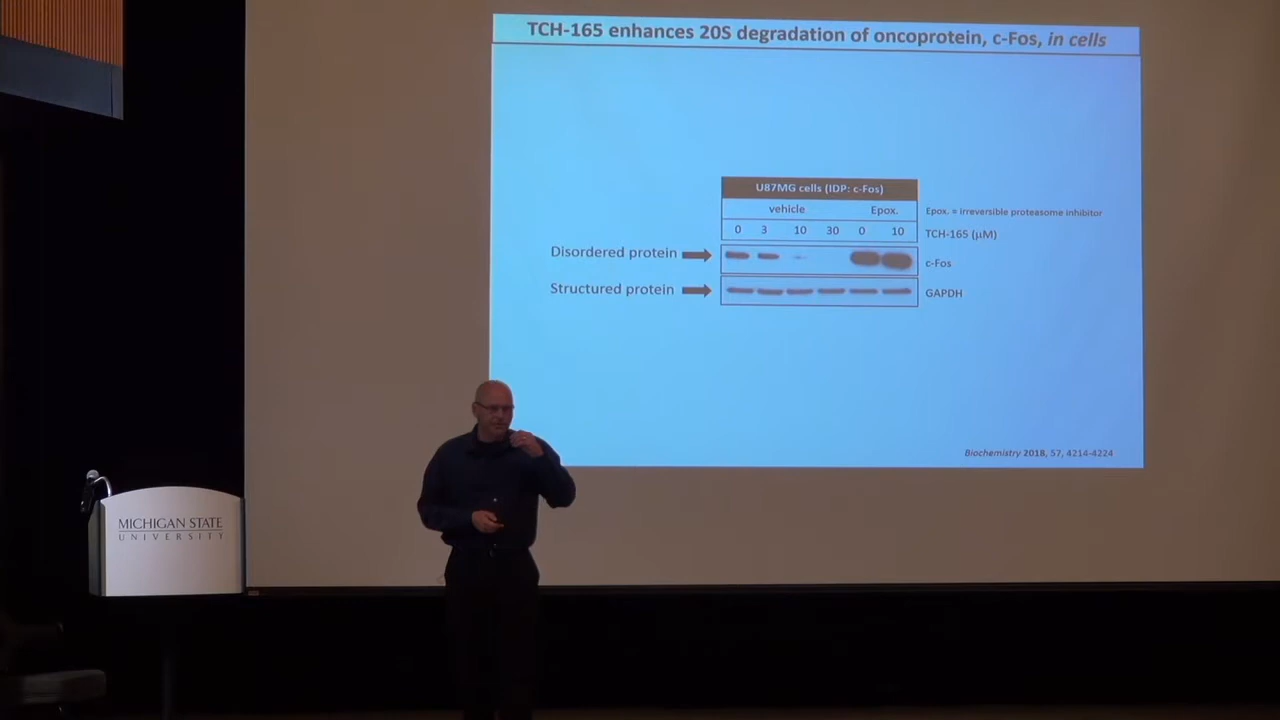 TCH-165 enhances 20S degradation of oncoprotein, c-Fos, in cells
U87MG cells (IDP: c-Fos)
vehicle Epox.
Epox. = irreversible proteasome inhibitor
0 3 10 30 0 10 TCH-165 (µM)
Disordered protein c-Fos
Structured protein GAPDH
Biochemistry 2018, 57, 4214-4224
MICHIGAN STATE
UNIVERSITY